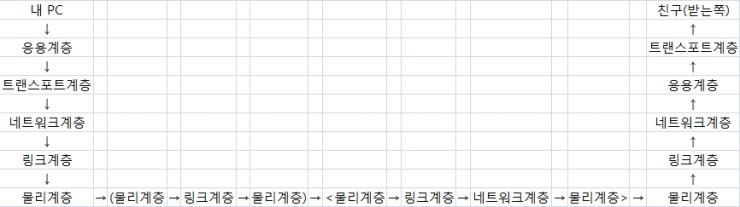 내 PC 친구(받는쪽)
↓ ↑
응용계층 트랜스포트계층
↓ ↑
트랜스포트계층 응용계층
↓ ↑
네트워크계층 네트워크계층
↓ ↑
링크계층 링크계층
↓ ↑
물리계층 → (물리계층 → 링크계층 → 물리계층) → <물리계층 → 링크계층 → 네트워크계층 → 물리계층> → 물리계층